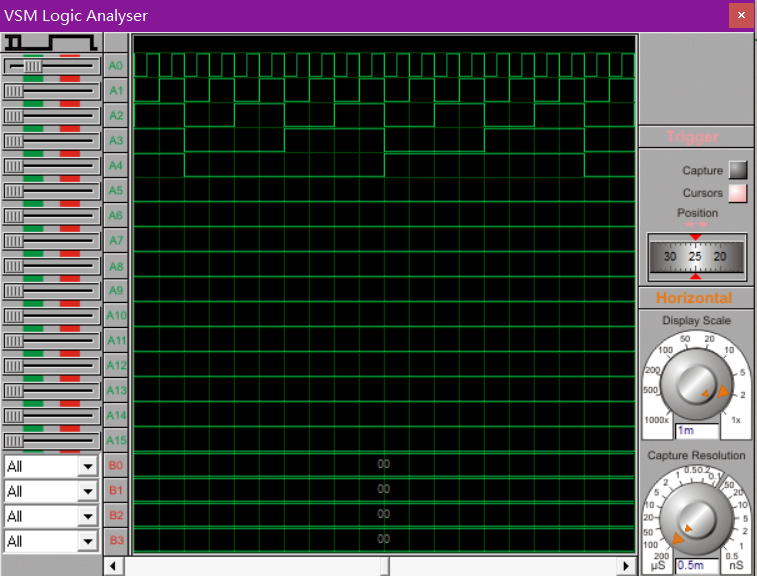 VSM Logic Analyser
A0
A1
A2
A3
A4
A5
A6
A7
A8
A9
A10
A11
A12
A13
A14
A15
All B0 00
All B1 00
All B2 00
All B3 00
Trigger
Capture
Cursors
Position
30 25 20
Horizontal
Display Scale
50 20
100 10
200 5
500 2
1000x 1x
1m
Capture Resolution
1 0.5 0.2 0.1
2 50
5 20
10 10
20 5
50 2
100 1
200 0.5
µS nS
0.5m